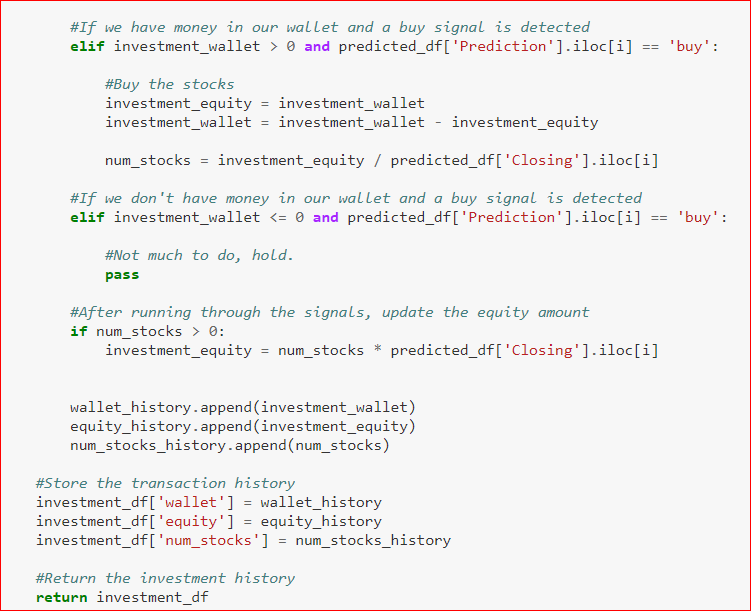 #If we have money in our wallet and a buy signal is detected
elif investment_wallet > 0 and predicted_df['Prediction'].iloc[i] == 'buy':
#Buy the stocks
investment_equity = investment_wallet
investment_wallet = investment_wallet - investment_equity
num_stocks = investment_equity / predicted_df['Closing'].iloc[i]
#If we don't have money in our wallet and a buy signal is detected
elif investment_wallet <= 0 and predicted_df['Prediction'].iloc[i] == 'buy':
#Not much to do, hold.
pass
#After running through the signals, update the equity amount
if num_stocks > 0:
investment_equity = num_stocks * predicted_df['Closing'].iloc[i]
wallet_history.append(investment_wallet)
equity_history.append(investment_equity)
num_stocks_history.append(num_stocks)
#Store the transaction history
investment_df['wallet'] = wallet_history
investment_df['equity'] = equity_history
investment_df['num_stocks'] = num_stocks_history
#Return the investment history
return investment_df